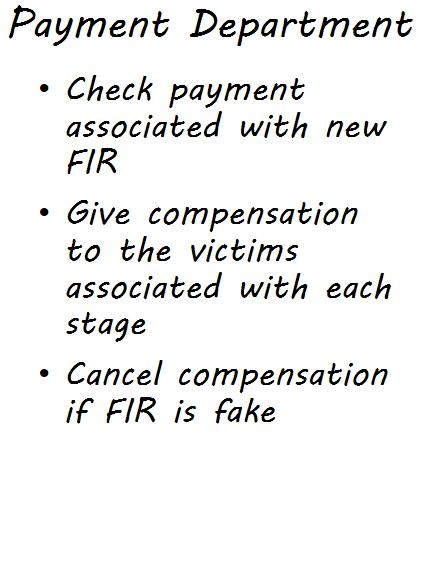 Payment Department
• Check payment
associated with new
FIR
• Give compensation
to the victims
associated with each
stage
• Cancel compensation
if FIR is fake